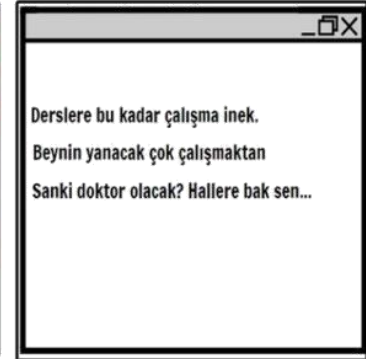 Derslere bu kadar çalışma inek.
Beynin yanacak çok çalışmaktan
Sanki doktor olacak? Hallere bak sen...